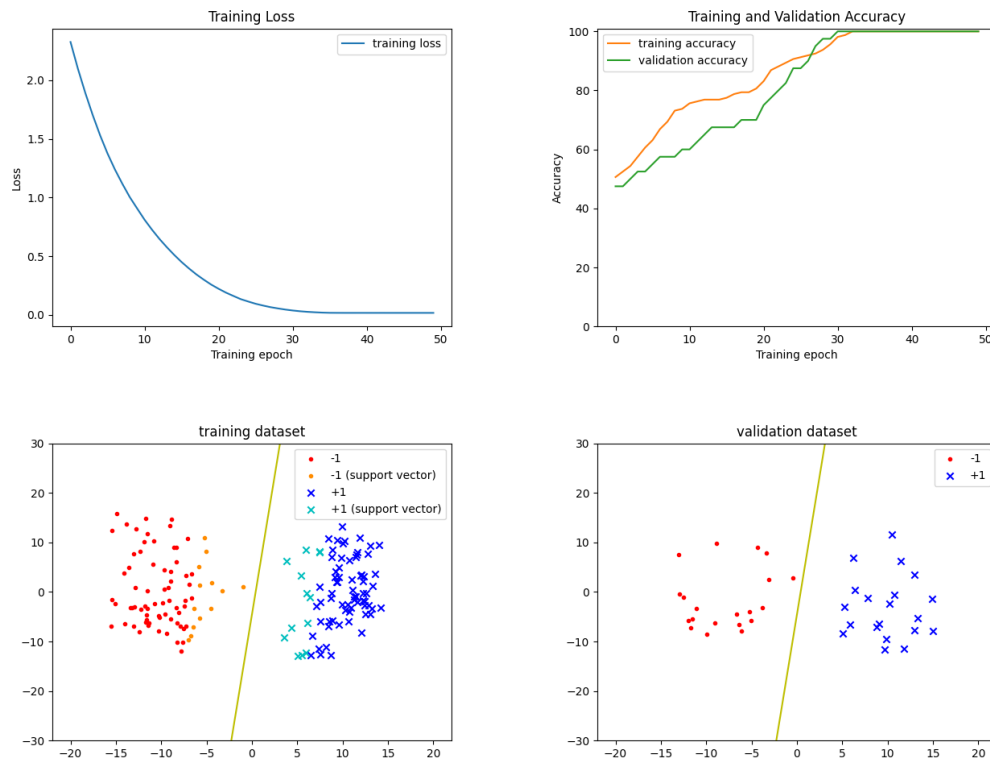 Training Loss
training loss
Loss
2.0
1.5
1.0
0.5
0.0
0 10 20 30 40 50
Training epoch
Training and Validation Accuracy
training accuracy
validation accuracy
Accuracy
100
80
60
40
20
0
0 10 20 30 40 50
Training epoch
training dataset
-1
-1 (support vector)
+1
+1 (support vector)
30
20
10
0
−10
−20
−30
−20 −15 −10 −5 0 5 10 15 20
validation dataset
-1
+1
30
20
10
0
−10
−20
−30
−20 −15 −10 −5 0 5 10 15 20